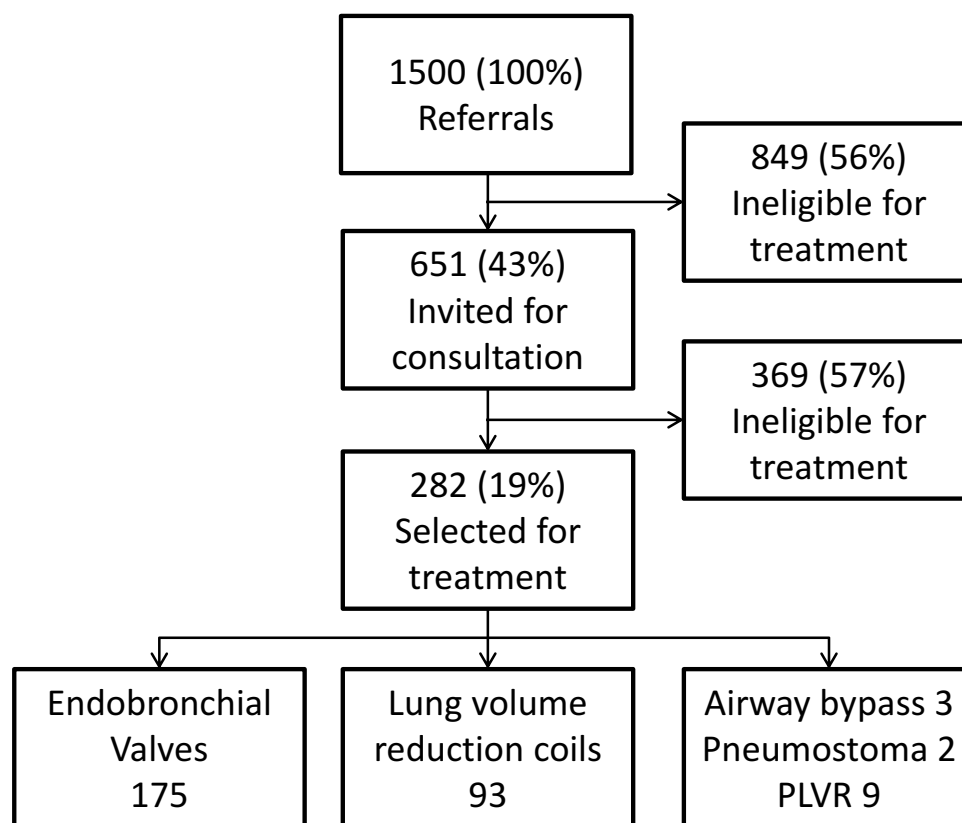 1500 (100%)
Referrals
849 (56%)
Ineligible for
treatment
651 (43%)
Invited for
consultation
369 (57%)
Ineligible for
treatment
282 (19%)
Selected for
treatment
Endobronchial
Valves
175
Lung volume
reduction coils
93
Airway bypass 3
Pneumostoma 2
PLVR 9